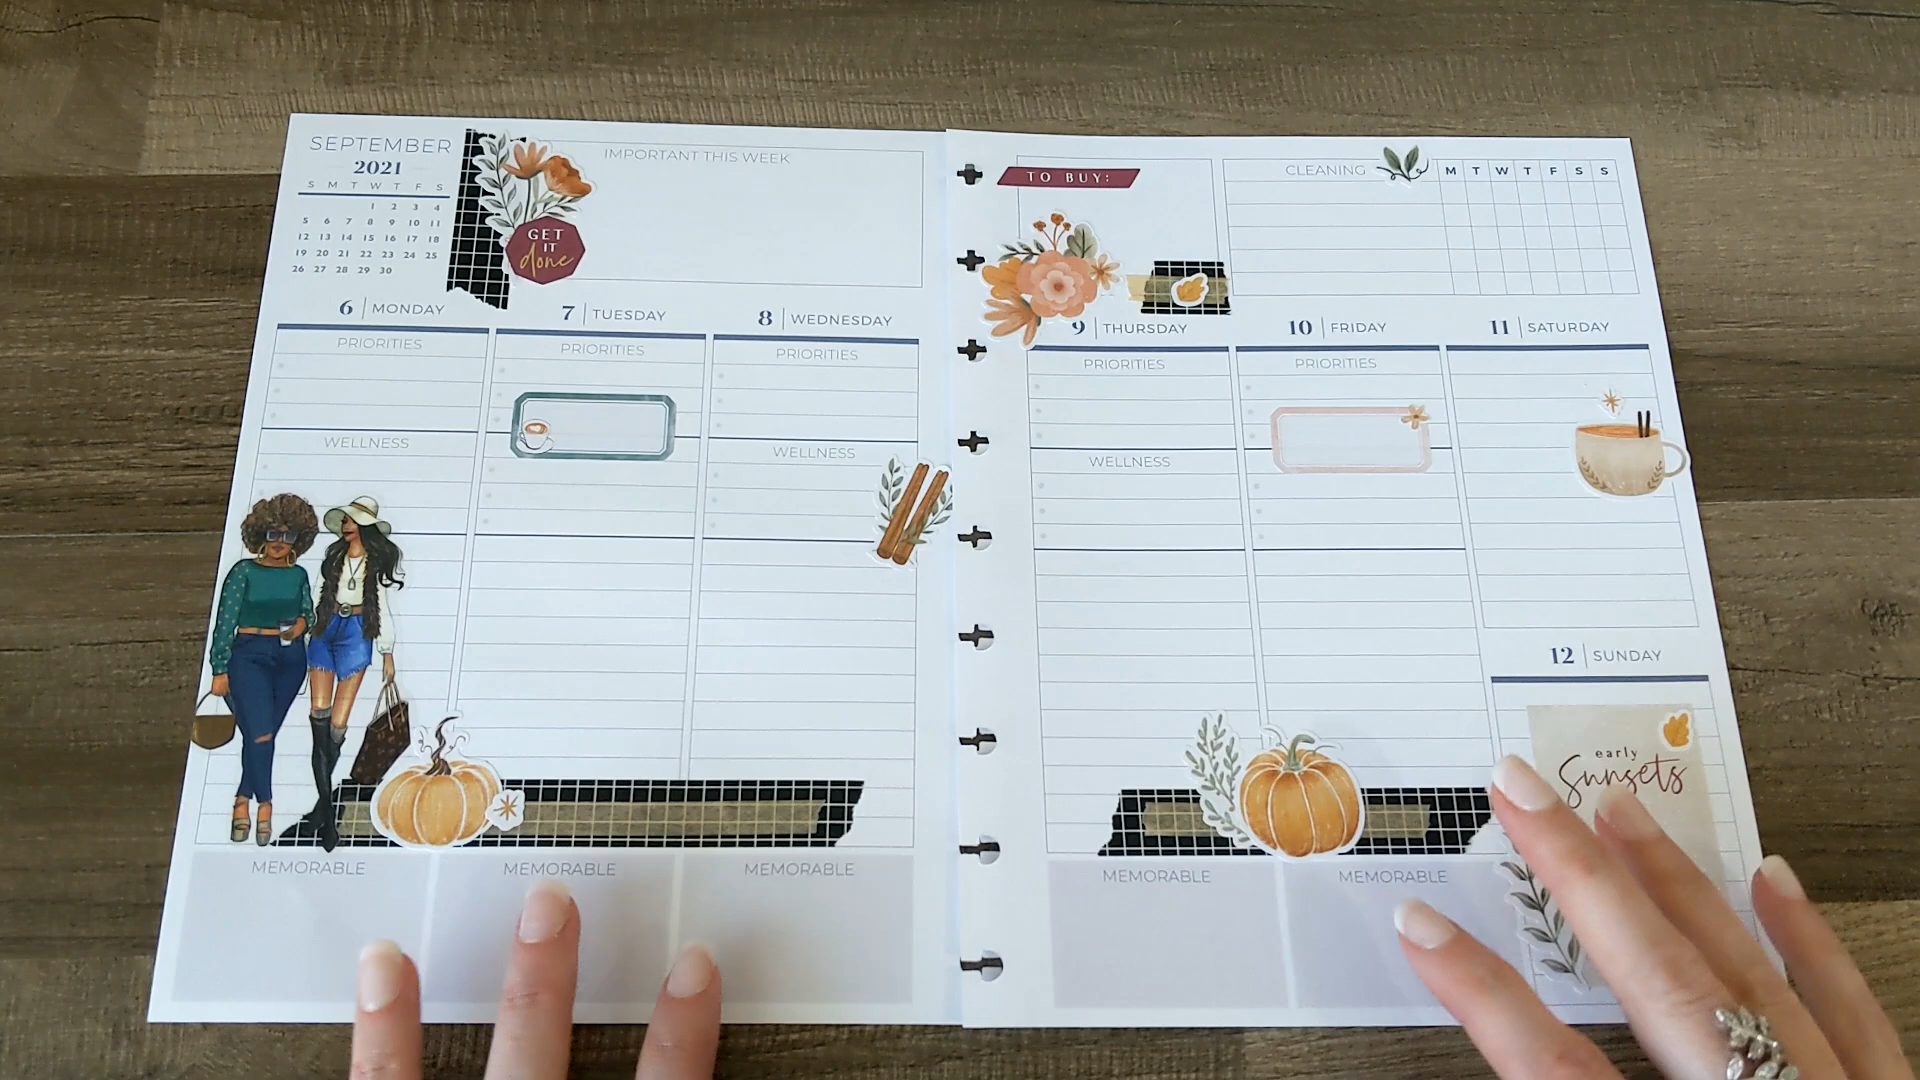 SEPTEMBER
2021
S M T W T F S
1 2 3 4
5 6 7 8 9 10 11
12 13 14 15 16 17 18
19 20 21 22 23 24 25
26 27 28 29 30
GET
IT
done
IMPORTANT THIS WEEK
TO BUY:
CLEANING M T W T F S S
6 MONDAY
7 TUESDAY
8 WEDNESDAY
9 THURSDAY
10 FRIDAY
11 SATURDAY
PRIORITIES
PRIORITIES
PRIORITIES
PRIORITIES
PRIORITIES
WELLNESS
WELLNESS
WELLNESS
12 SUNDAY
early
Sunsets
MEMORABLE
MEMORABLE
MEMORABLE
MEMORABLE
MEMORABLE